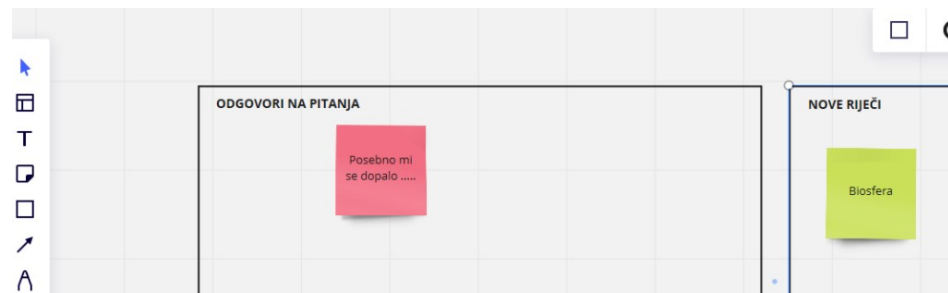 ODGOVORI NA PITANJA
Posebno mi
se dopalo .....
NOVE RIJEČI
Biosfera